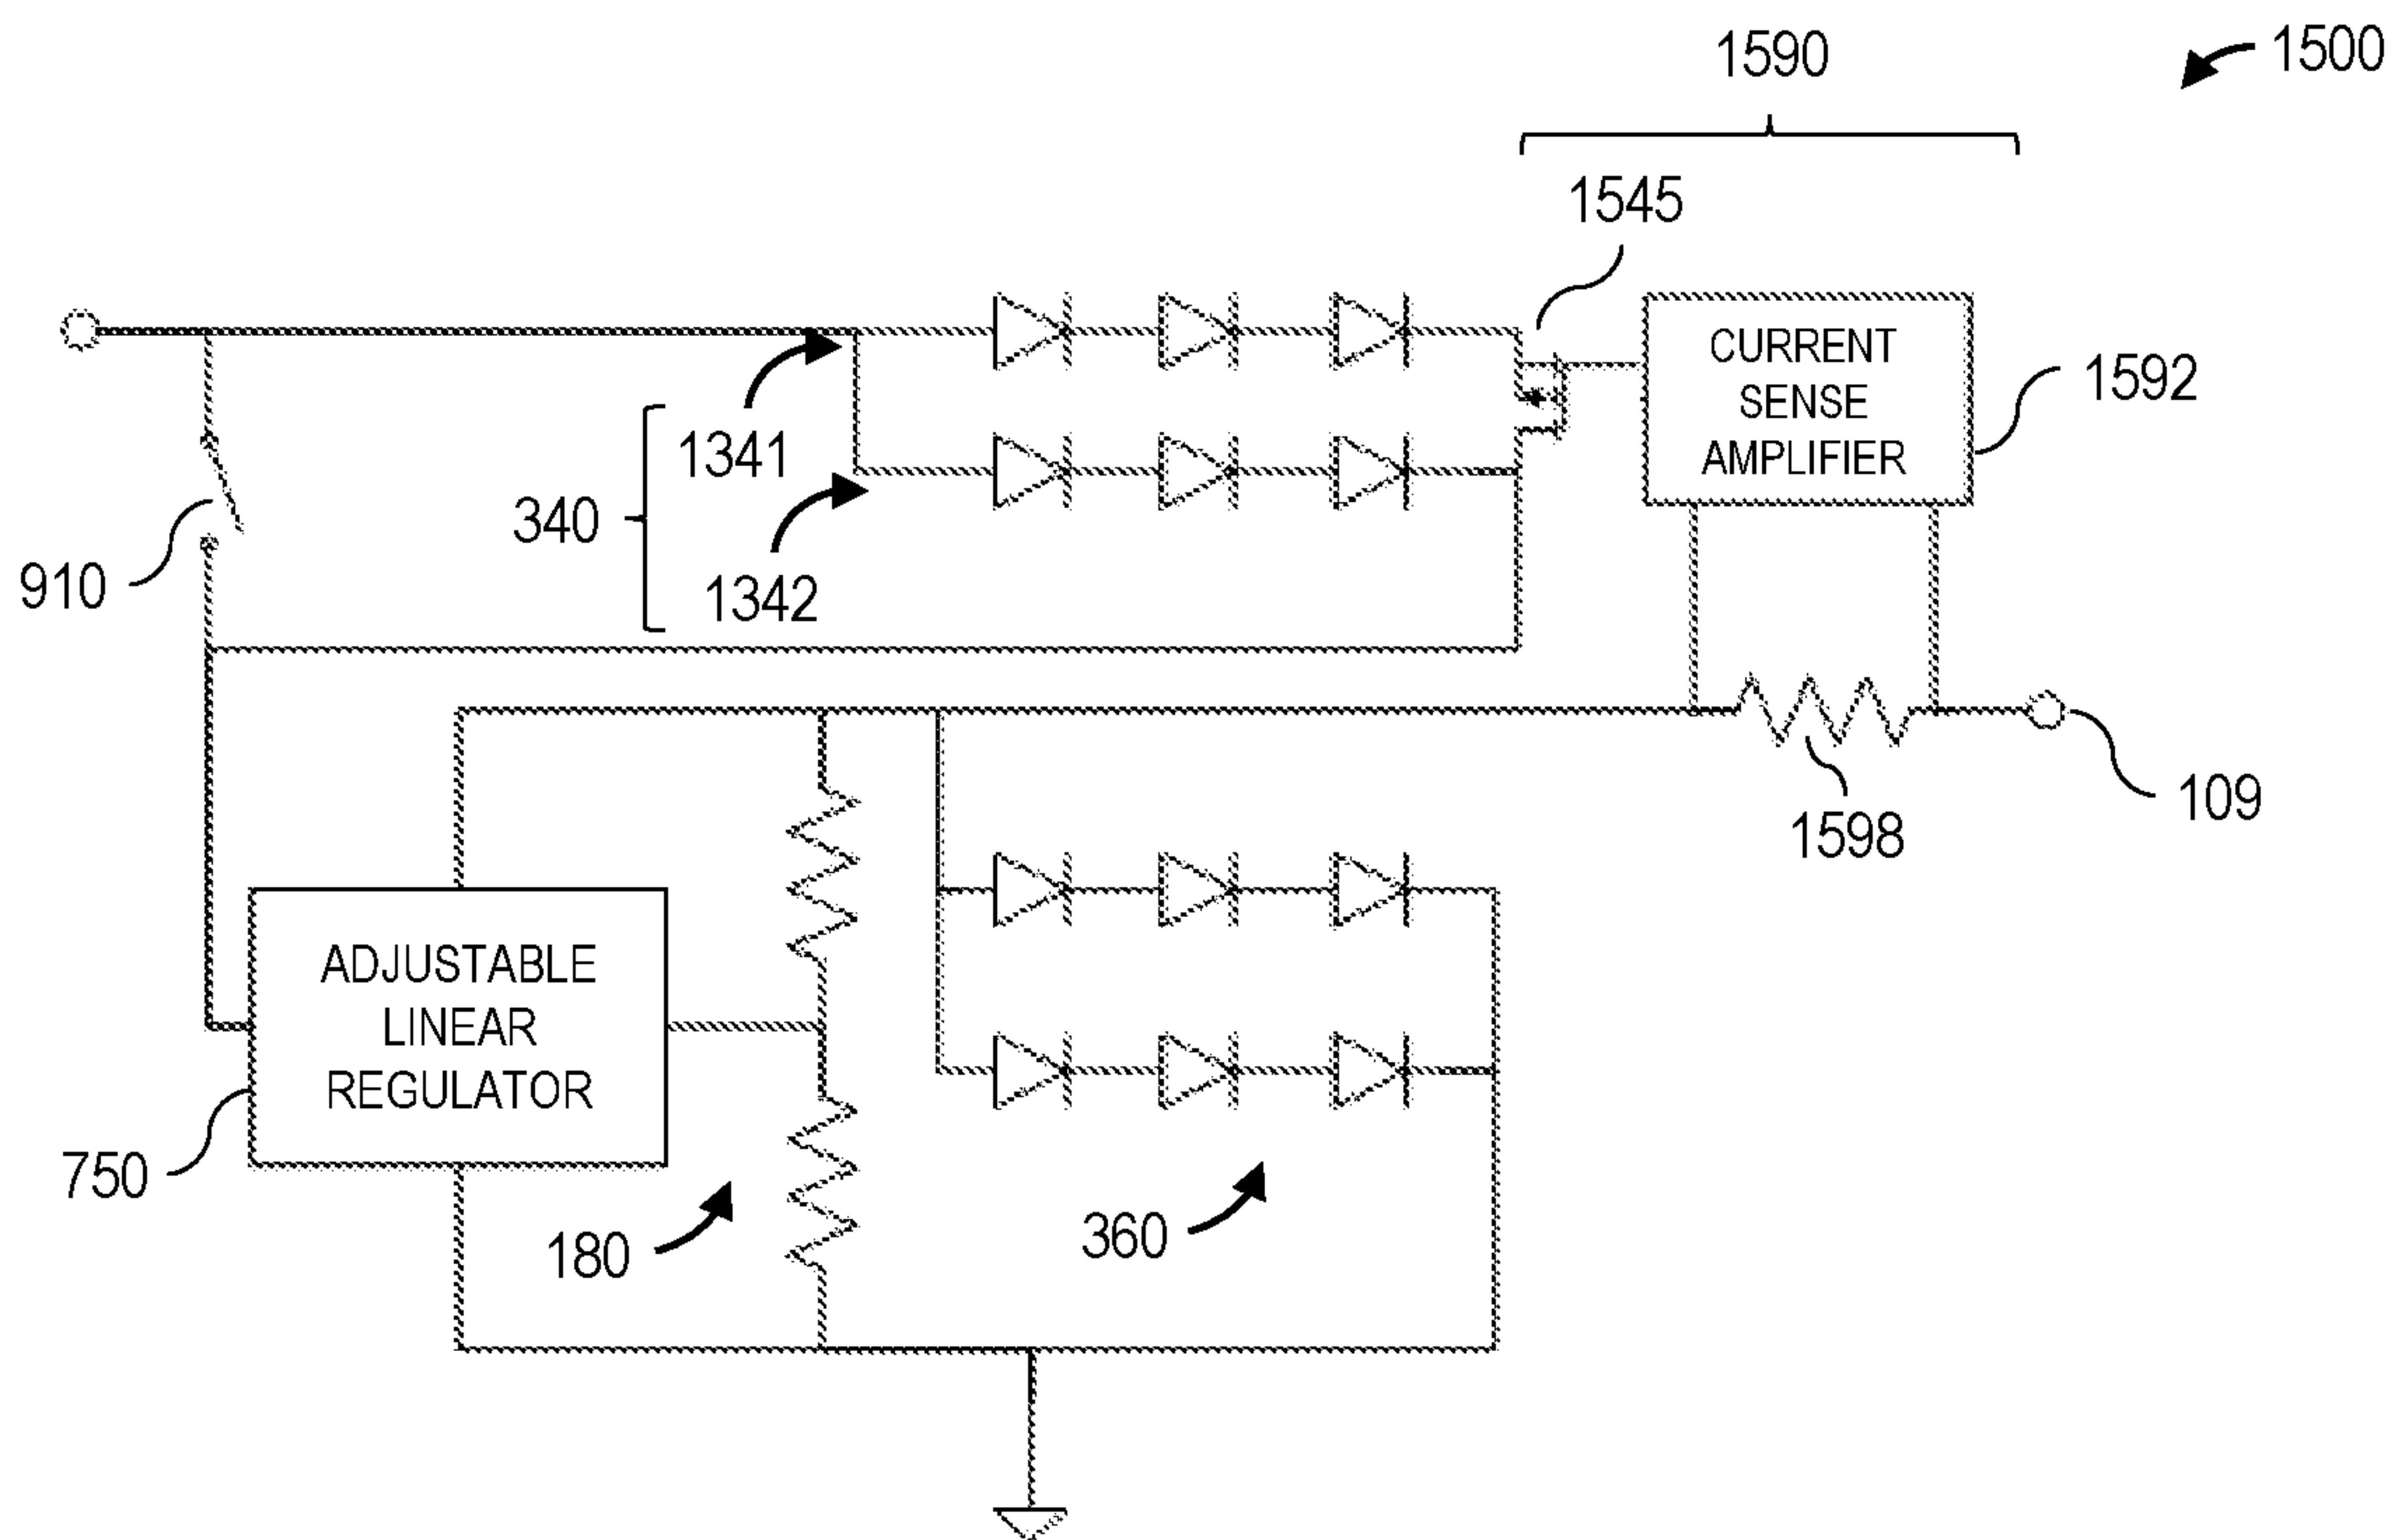 1500
1590
1545
CURRENT
SENSE
AMPLIFIER
1592
1341
340
1342
910
109
1598
ADJUSTABLE
LINEAR
REGULATOR
750
180
360